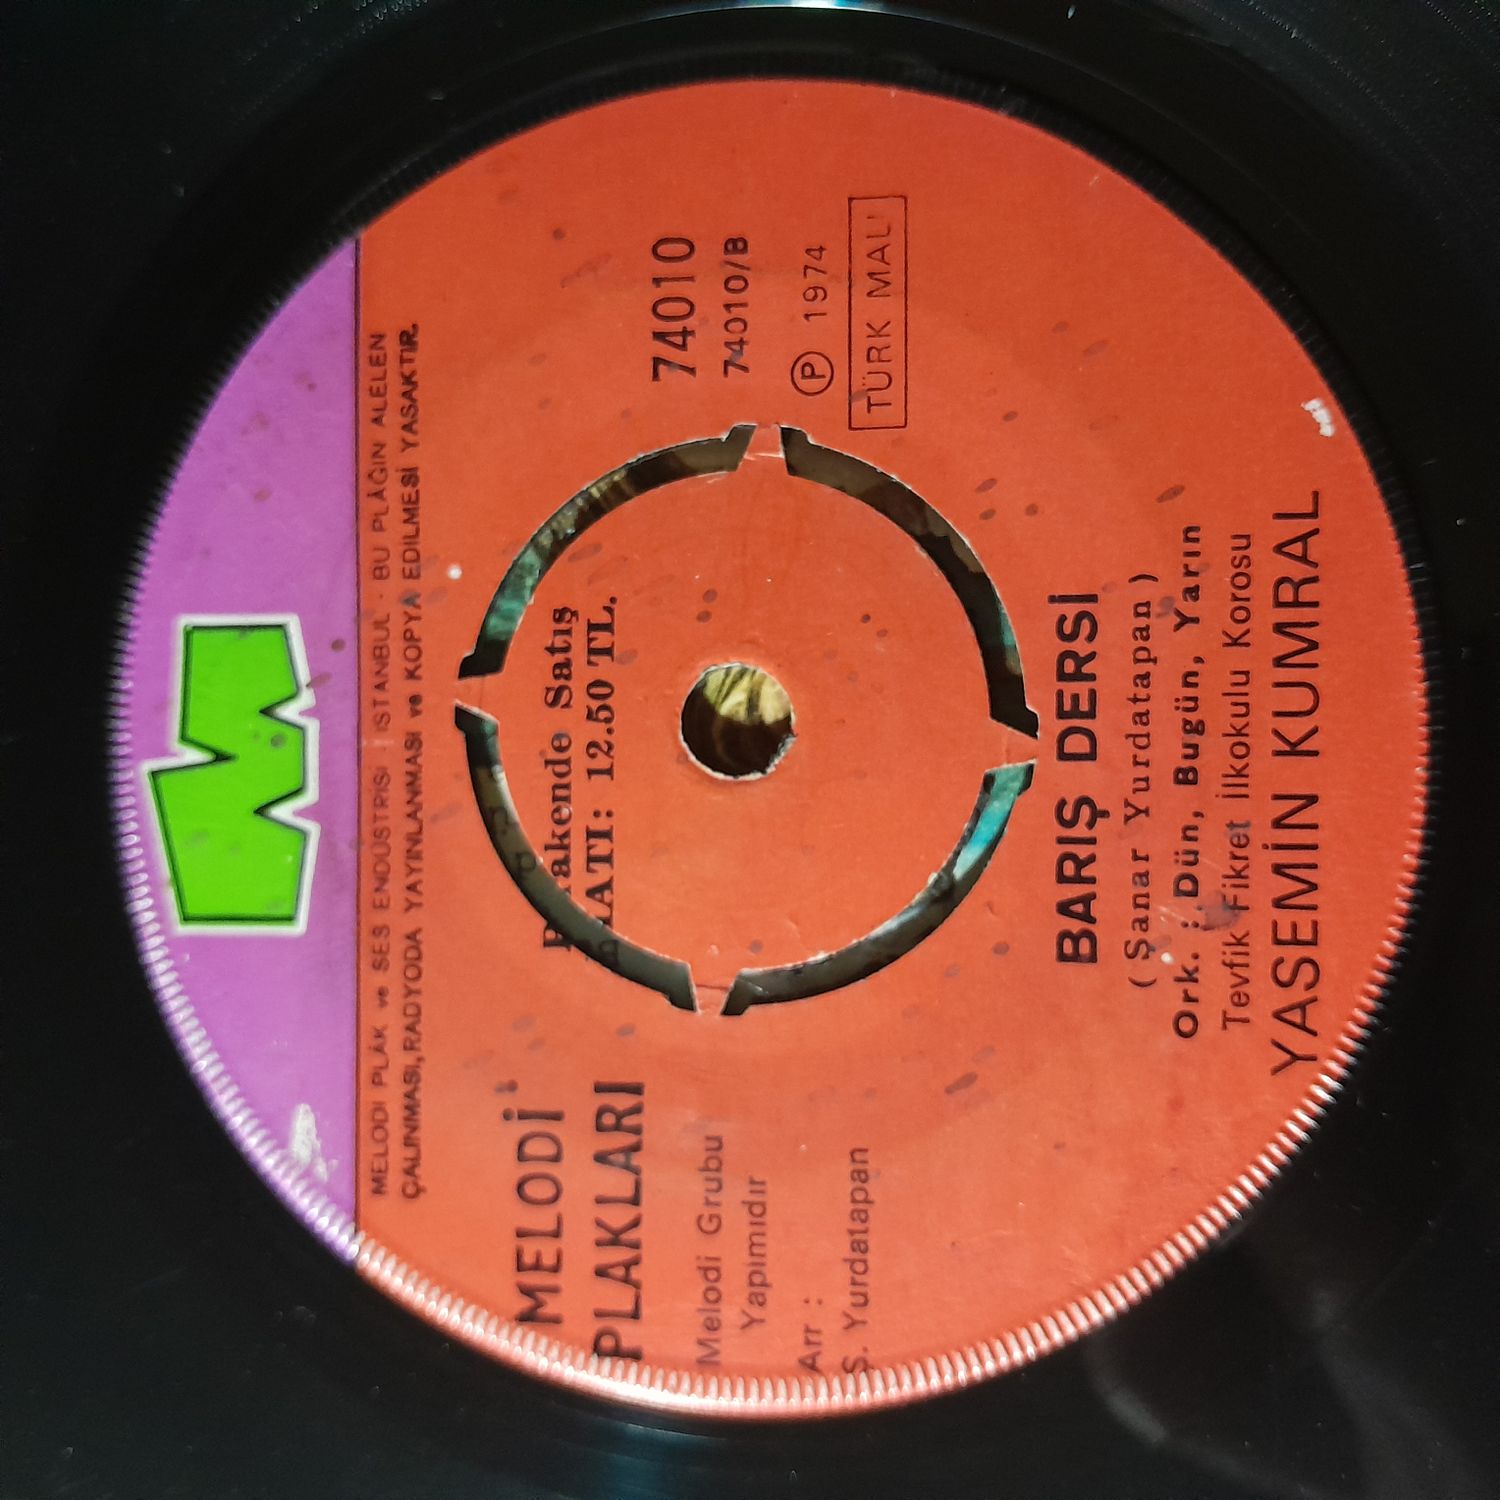 MELODİ PLÂK ve SES ENDÜSTRİSİ İSTANBUL - BU PLÂĞIN ALELEN
ÇALINMASI, RADYODA YAYINLANMASI ve KOPYA EDİLMESİ YASAKTIR.
MELODİ
PLAKLARI
Satış
12.50 TL.
74010
74010/B
Melodi Grubu
Yapımıdır
Ⓟ 1974
Arr :
Ş. Yurdatapan
TÜRK MALI
BARIŞ DERSİ
(Şanar Yurdatapan)
Ork. : Dün, Bugün, Yarın
Tevfik Fikret İlkokulu Korosu
YASEMİN KUMRAL